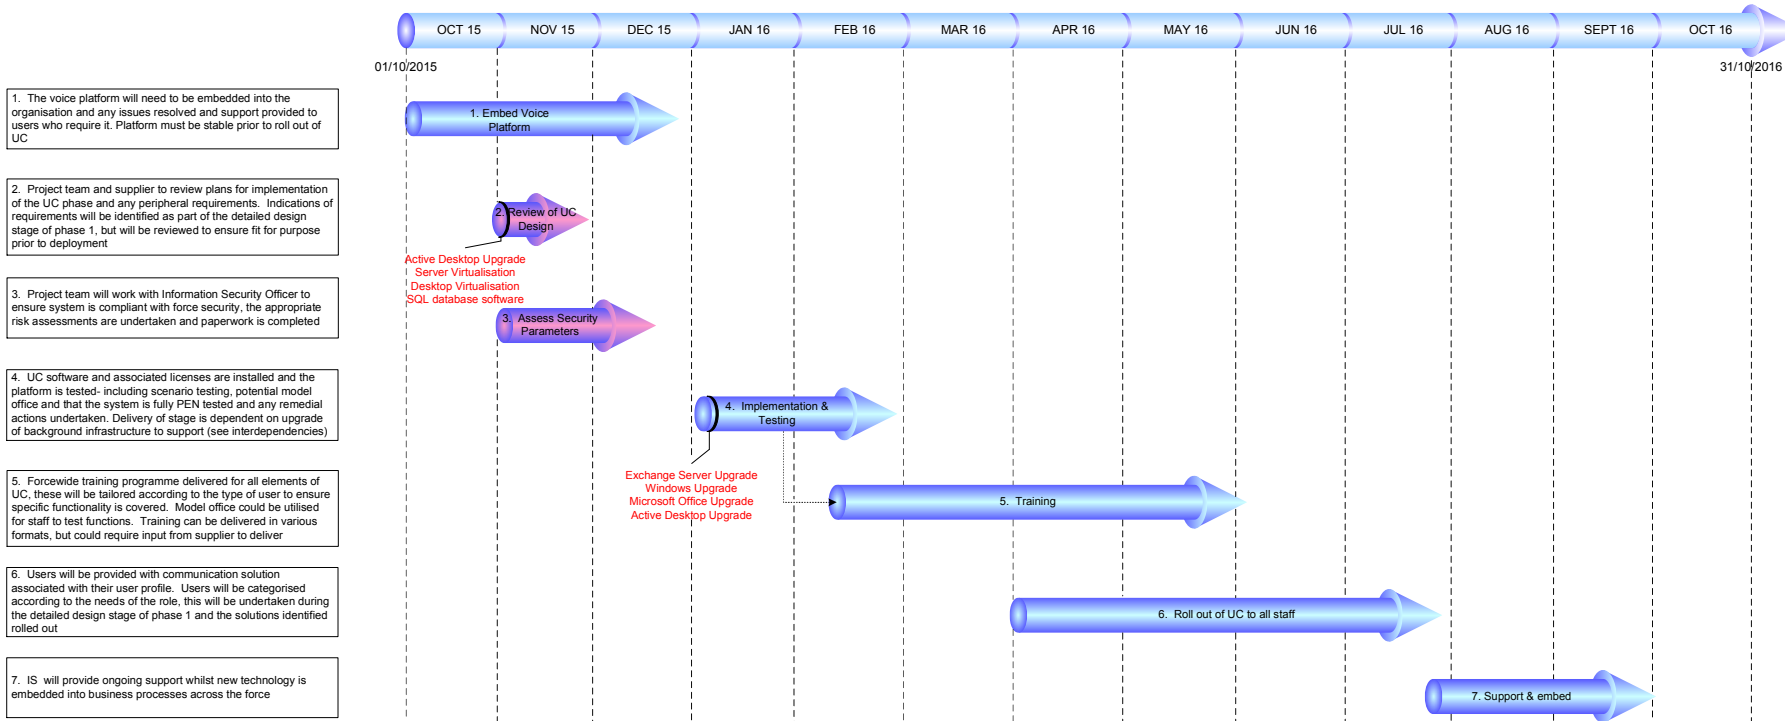 OCT 15 NOV 15 DEC 15 JAN 16 FEB 16 MAR 16 APR 16 MAY 16 JUN 16 JUL 16 AUG 16 SEPT 16 OCT 16
01/10/2015
31/10/2016
1. The voice platform will need to be embedded into the
organisation and any issues resolved and support provided to
users who require it. Platform must be stable prior to roll out of
UC
1. Embed Voice
Platform
2. Project team and supplier to review plans for implementation
of the UC phase and any peripheral requirements. Indications of
requirements will be identified as part of the detailed design
stage of phase 1, but will be reviewed to ensure fit for purpose
prior to deployment
2. Review of UC
Design
Active Desktop Upgrade
Server Virtualisation
Desktop Virtualisation
SQL database software
3. Project team will work with Information Security Officer to
ensure system is compliant with force security, the appropriate
risk assessments are undertaken and paperwork is completed
3. Assess Security
Parameters
4. UC software and associated licenses are installed and the
platform is tested- including scenario testing, potential model
office and that the system is fully PEN tested and any remedial
actions undertaken. Delivery of stage is dependent on upgrade
of background infrastructure to support (see interdependencies)
4. Implementation &
Testing
Exchange Server Upgrade
Windows Upgrade
Microsoft Office Upgrade
Active Desktop Upgrade
5. Forcewide training programme delivered for all elements of
UC, these will be tailored according to the type of user to ensure
specific functionality is covered. Model office could be utilised
for staff to test functions. Training can be delivered in various
formats, but could require input from supplier to deliver
5. Training
6. Users will be provided with communication solution
associated with their user profile. Users will be categorised
according to the needs of the role, this will be undertaken during
the detailed design stage of phase 1 and the solutions identified
rolled out
6. Roll out of UC to all staff
7. IS will provide ongoing support whilst new technology is
embedded into business processes across the force
7. Support & embed